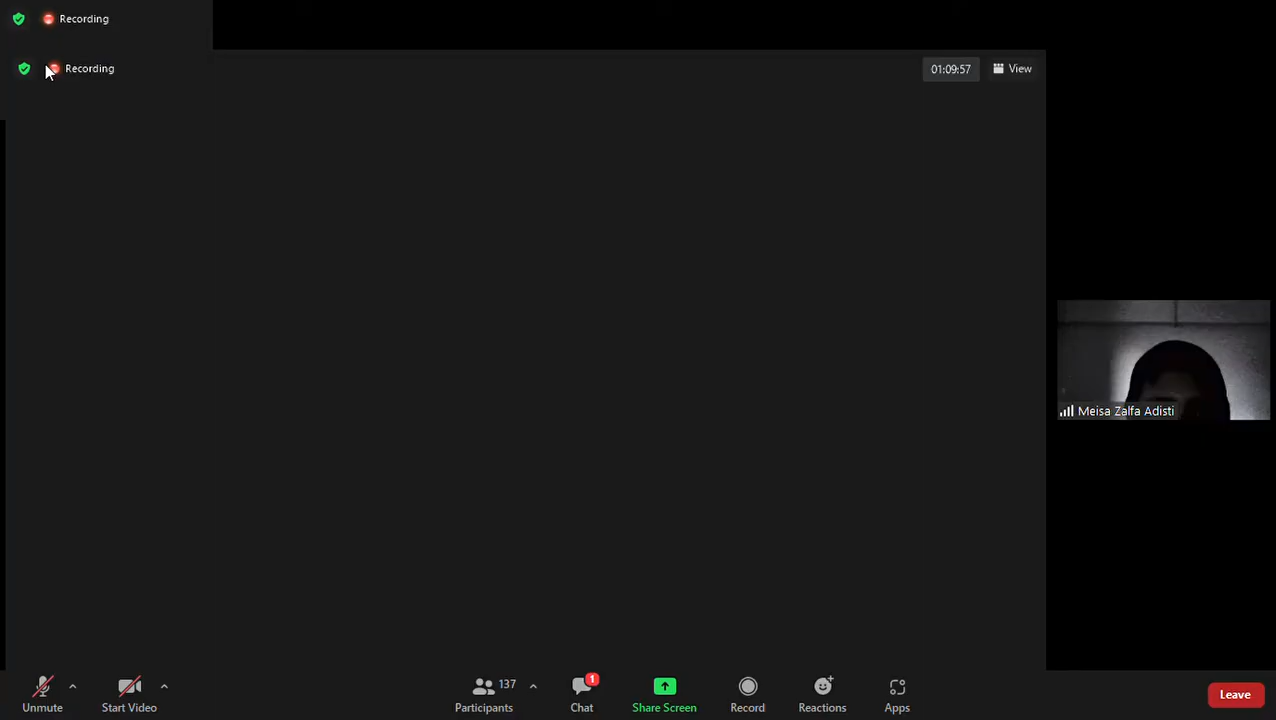 Recording
Recording
01:09:57 View
Meisa Zalfa Adisti
137
1
Unmute Start Video Participants Chat Share Screen Record Reactions Apps Leave